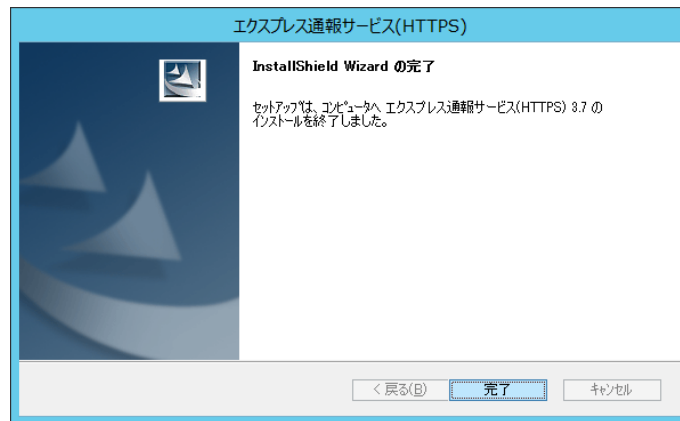 エクスプレス通報サービス(HTTPS)
InstallShield Wizard の完了
セットアップは、コンピュータへ エクスプレス通報サービス(HTTPS) 3.7 の
インストールを終了しました。
< 戻る(B)
完了
キャンセル